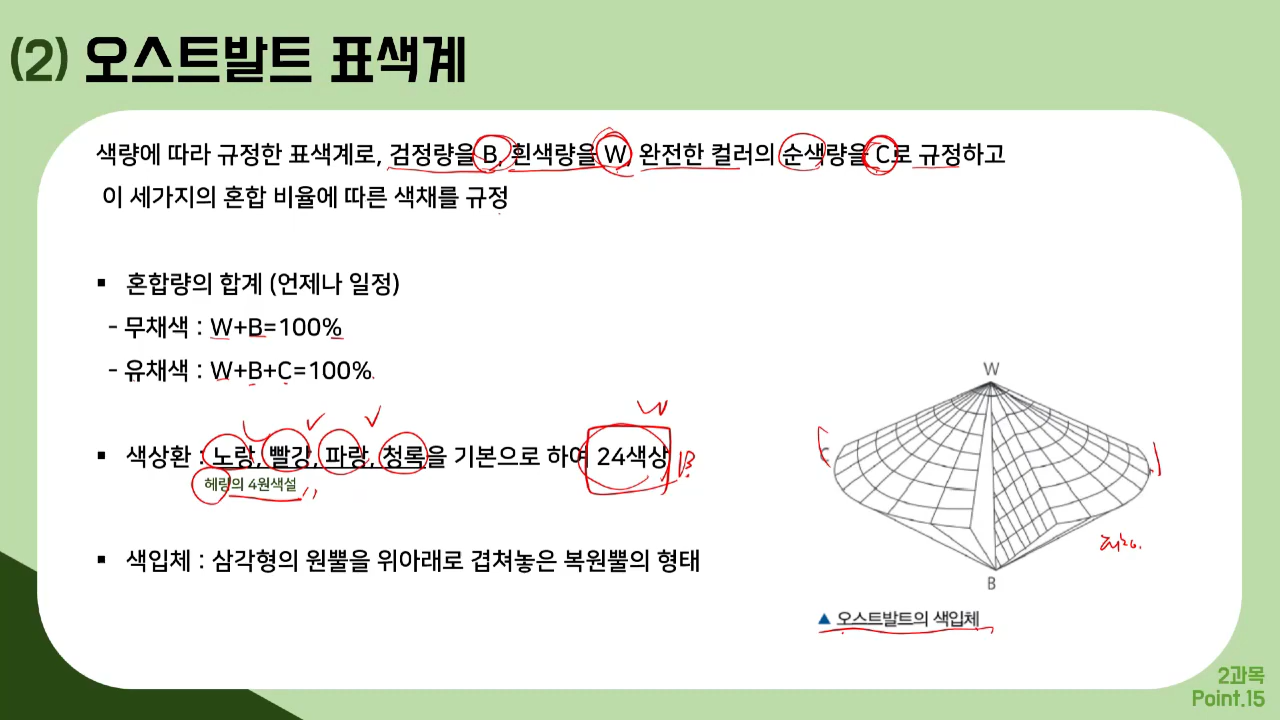 (2) 오스트발트 표색계
색량에 따라 규정한 표색계로, 검정량을 B, 흰색량을 W, 완전한 컬러의 순색량을 C로 규정하고
이 세가지의 혼합 비율에 따른 색채를 규정
▪ 혼합량의 합계 (언제나 일정)
- 무채색 : W+B=100%
- 유채색 : W+B+C=100%
▪ 색상환 : 노랑, 빨강, 파랑, 청록을 기본으로 하여 24색상
헤링의 4원색설
▪ 색입체 : 삼각형의 원뿔을 위아래로 겹쳐놓은 복원뿔의 형태
W
W
B
C
B
▲ 오스트발트의 색입체
2과목
Point.15